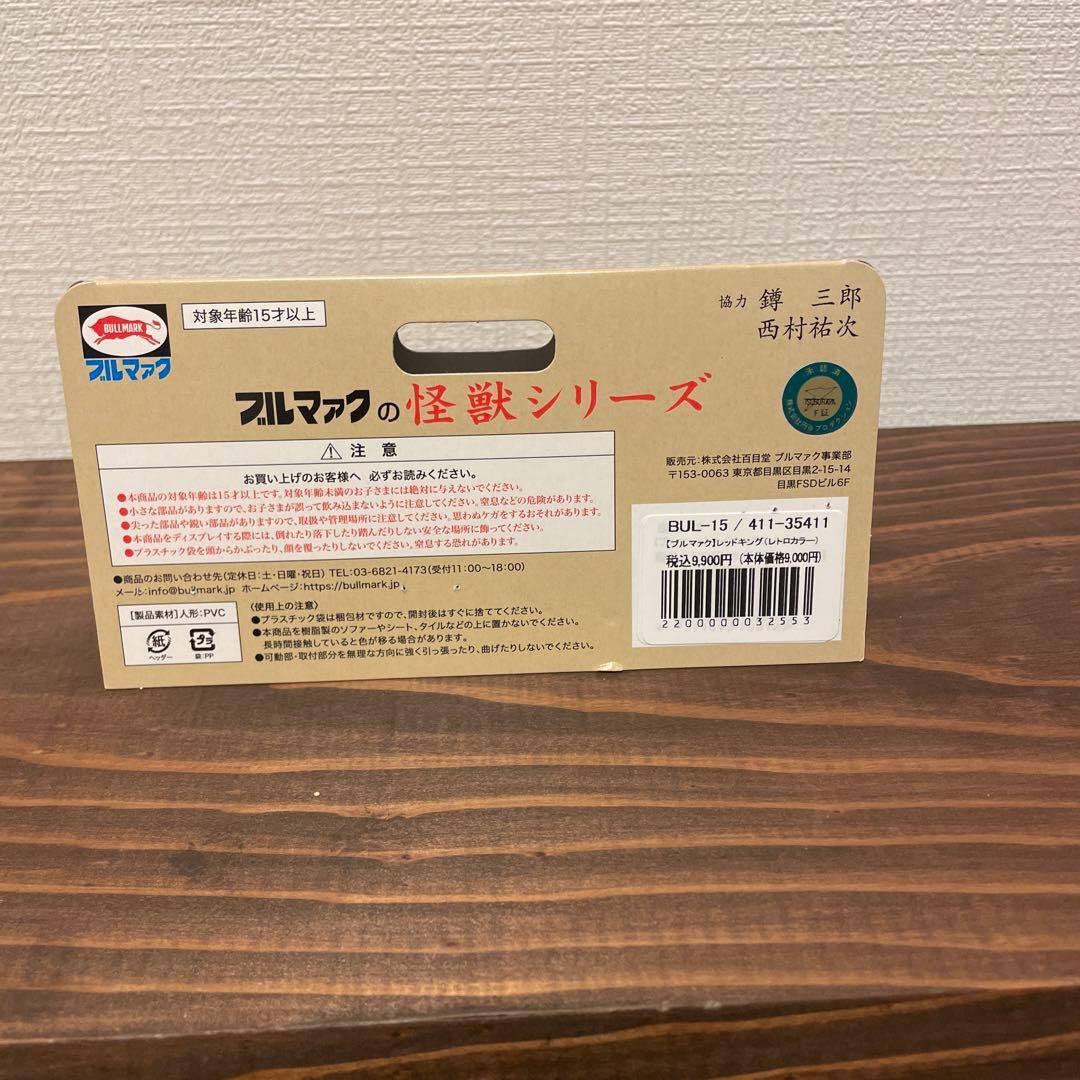 BULLMARK
ブルマァク
対象年齢15才以上
協力 鐏 三郎
西村祐次
ブルマァクの怪獣シリーズ
承認済
TSUBURAYA
F証
株式会社円谷プロダクション
⚠ 注意
お買い上げのお客様へ 必ずお読みください。
●本商品の対象年齢は15才以上です。対象年齢未満のお子さまには絶対に与えないでください。
●小さな部品がありますので、お子さまが誤って飲み込まないように注意してください。窒息などの危険があります。
●尖った部品や鋭い部品がありますので、取扱や管理場所に注意してください。思わぬケガをするおそれがあります。
●本商品をディスプレイする際には、倒れたり落下したり踏んだりしない安全な場所に飾ってください。
●プラスチック袋を頭からかぶったり、顔を覆ったりしないでください。窒息する恐れがあります。
●商品のお問い合わせ先(定休日:土・日曜・祝日) TEL:03-6821-4173(受付11:00〜18:00)
メール:info@bullmark.jp ホームページ:https://bullmark.jp
[製品素材]人形:PVC
紙
ヘッダー
プラ
袋:PP
〈使用上の注意〉
●プラスチック袋は梱包材ですので、開封後はすぐに捨ててください。
●本商品を樹脂製のソファーやシート、タイルなどの上に置かないでください。
長時間接触していると色が移る場合があります。
●可動部・取付部分を無理な方向に強く引っ張ったり、曲げたりしないでください。
販売元:株式会社百目堂 ブルマァク事業部
〒153-0063 東京都目黒区目黒2-15-14
目黒FSDビル6F
BUL-15 / 411-35411
【ブルマァク】レッドキング(レトロカラー)
税込9,900円 (本体価格9,000円)
2200000032553